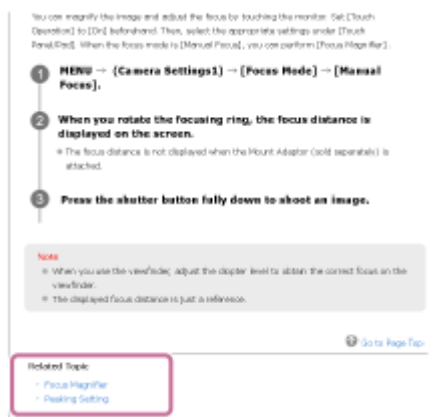 You can magnify the image and adjust the focus by touching the monitor. Set [Touch
Operation] to [On] beforehand. Then, select the appropriate settings under [Touch
Panel/Pad]. When the focus mode is [Manual Focus], you can perform [Focus Magnifier].
1 MENU → (Camera Settings1) → [Focus Mode] → [Manual
Focus].
2 When you rotate the focusing ring, the focus distance is
displayed on the screen.
The focus distance is not displayed when the Mount Adaptor (sold separately) is
attached.
3 Press the shutter button fully down to shoot an image.
Note
When you use the viewfinder, adjust the diopter level to obtain the correct focus on the
viewfinder.
The displayed focus distance is just a reference.
Go to Page Top
Related Topic
Focus Magnifier
Peaking Setting